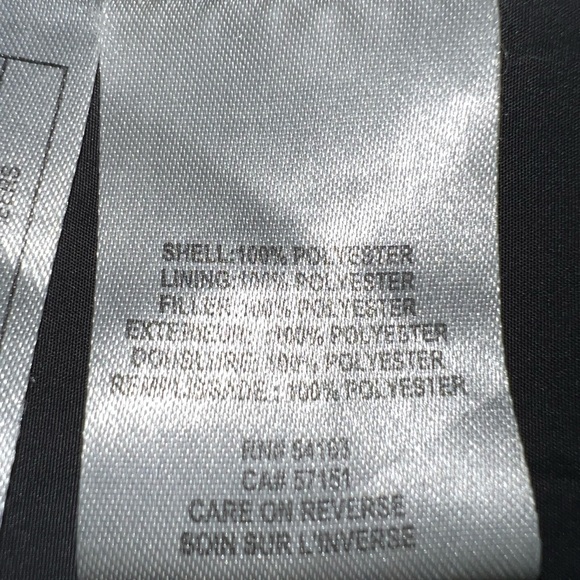 SHELL:100% POLYESTER
LINING:100% POLYESTER
FILLER:100% POLYESTER
EXTERIEUR : 100% POLYESTER
DOUBLURE: 100% POLYESTER
REMPLISSAGE.: 100% POLYESTER
RN# 54163
CA# 57151
CARE ON REVERSE
SOIN SUR L'INVERSE